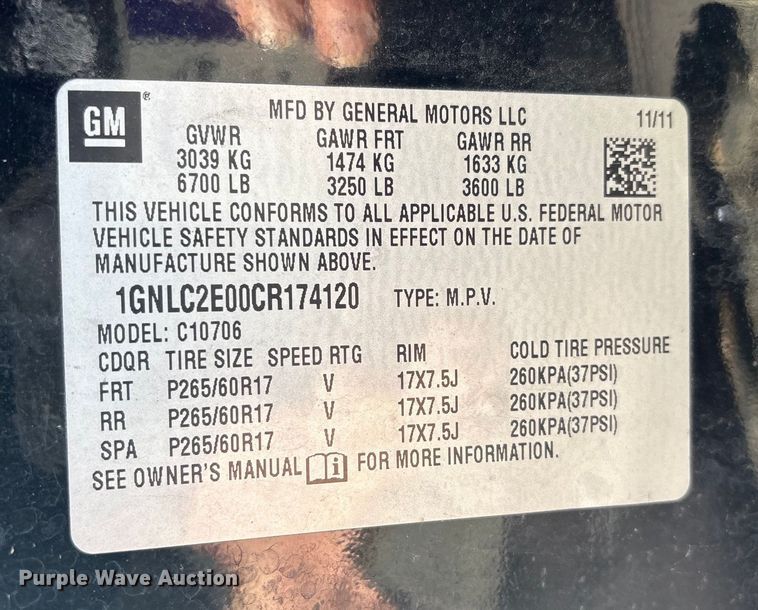 GM ®
MFD BY GENERAL MOTORS LLC 11/11
GVWR GAWR FRT GAWR RR
3039 KG 1474 KG 1633 KG
6700 LB 3250 LB 3600 LB
THIS VEHICLE CONFORMS TO ALL APPLICABLE U.S. FEDERAL MOTOR
VEHICLE SAFETY STANDARDS IN EFFECT ON THE DATE OF
MANUFACTURE SHOWN ABOVE.
1GNLC2E00CR174120 TYPE: M.P.V.
MODEL: C10706
CDQR TIRE SIZE SPEED RTG RIM COLD TIRE PRESSURE
FRT P265/60R17 V 17X7.5J 260KPA(37PSI)
RR P265/60R17 V 17X7.5J 260KPA(37PSI)
SPA P265/60R17 V 17X7.5J 260KPA(37PSI)
SEE OWNER'S MANUAL i FOR MORE INFORMATION.
Purple Wave Auction